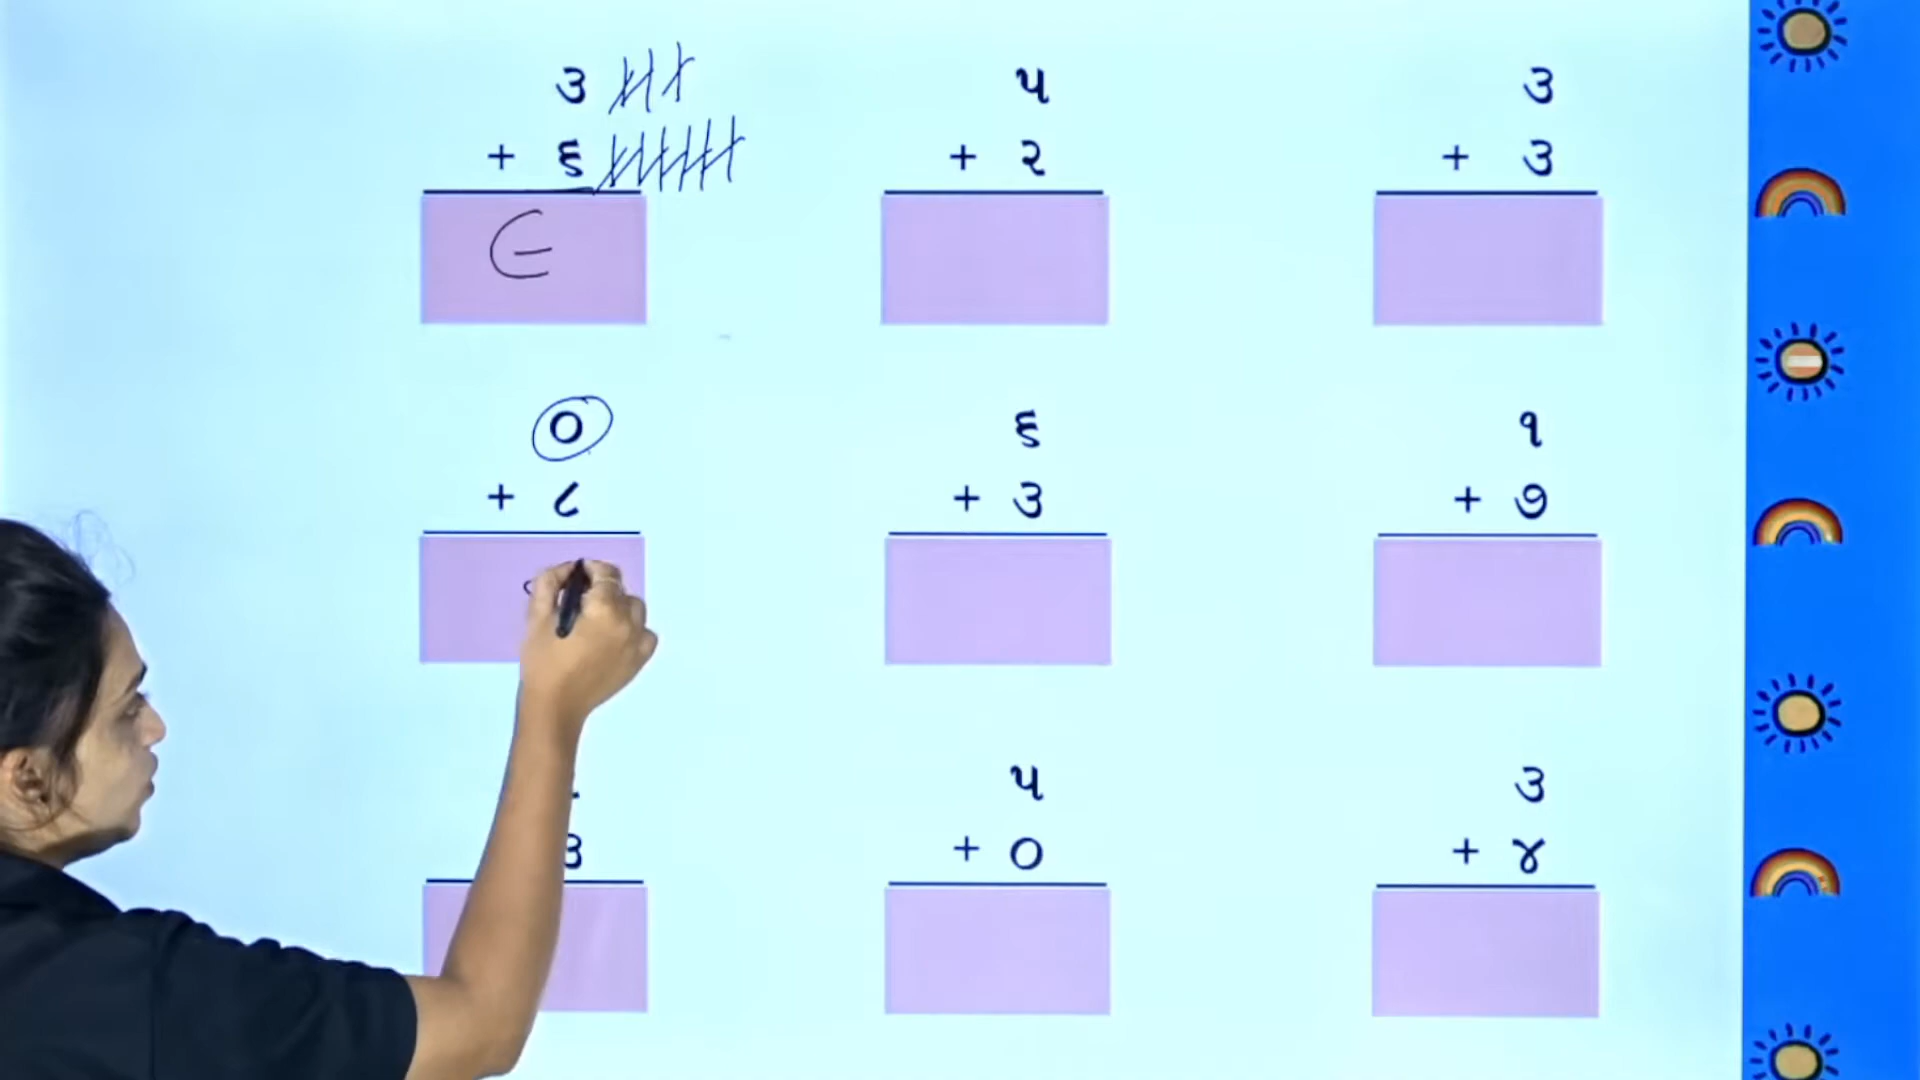 ૩ ૫ ૩
+ ૬ + ૨ + ૩
૯
૦ ૬ ૧
+ ૮ + ૩ + ૭
૫ ૩
+ ૦ + ૪